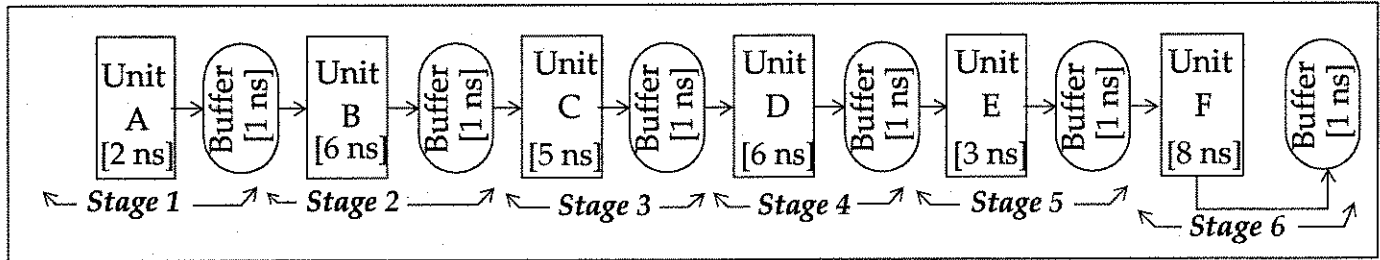 Unit
A
[2 ns]
Buffer
[1 ns]
Unit
B
[6 ns]
Buffer
[1 ns]
Unit
C
[5 ns]
Buffer
[1 ns]
Unit
D
[6 ns]
Buffer
[1 ns]
Unit
E
[3 ns]
Buffer
[1 ns]
Unit
F
[8 ns]
Buffer
[1 ns]
Stage 1
Stage 2
Stage 3
Stage 4
Stage 5
Stage 6